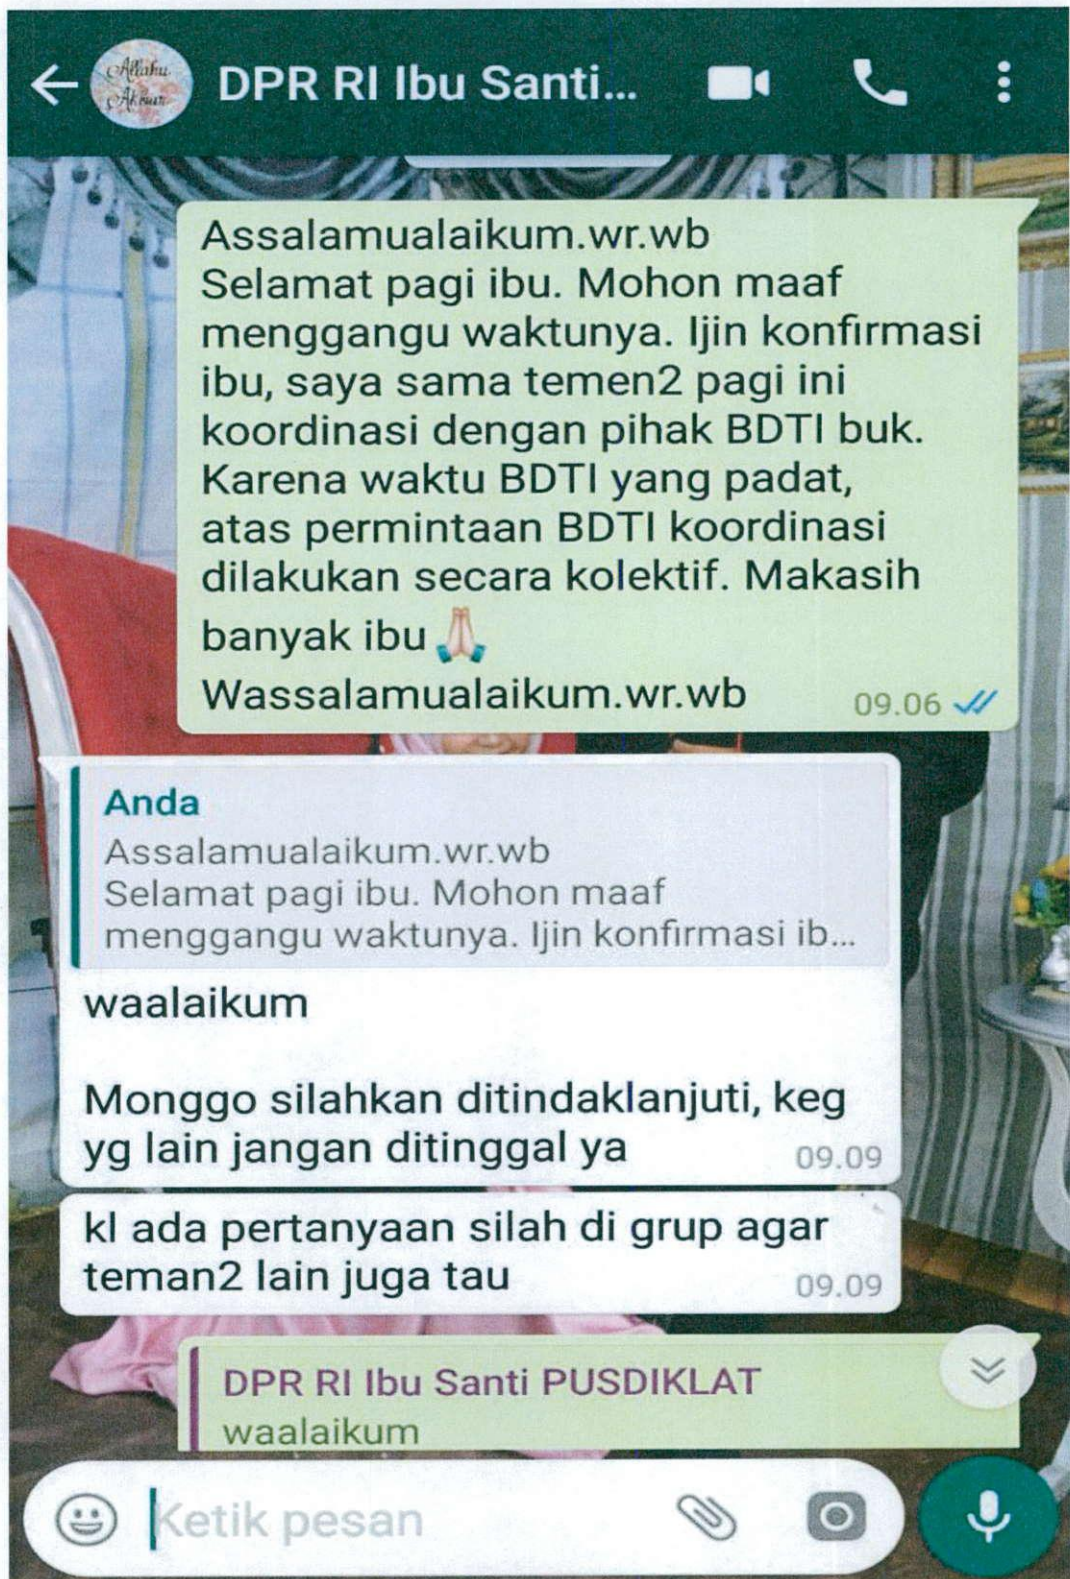 Allahu
Akbar
DPR RI Ibu Santi...
Assalamualaikum.wr.wb
Selamat pagi ibu. Mohon maaf
menggangu waktunya. Ijin konfirmasi
ibu, saya sama temen2 pagi ini
koordinasi dengan pihak BDTI buk.
Karena waktu BDTI yang padat,
atas permintaan BDTI koordinasi
dilakukan secara kolektif. Makasih
banyak ibu 🙏🏻
Wassalamualaikum.wr.wb 09.06
Anda
Assalamualaikum.wr.wb
Selamat pagi ibu. Mohon maaf
menggangu waktunya. Ijin konfirmasi ib...
waalaikum
Monggo silahkan ditindaklanjuti, keg
yg lain jangan ditinggal ya 09.09
kl ada pertanyaan silah di grup agar
teman2 lain juga tau 09.09
DPR RI Ibu Santi PUSDIKLAT
waalaikum
Ketik pesan